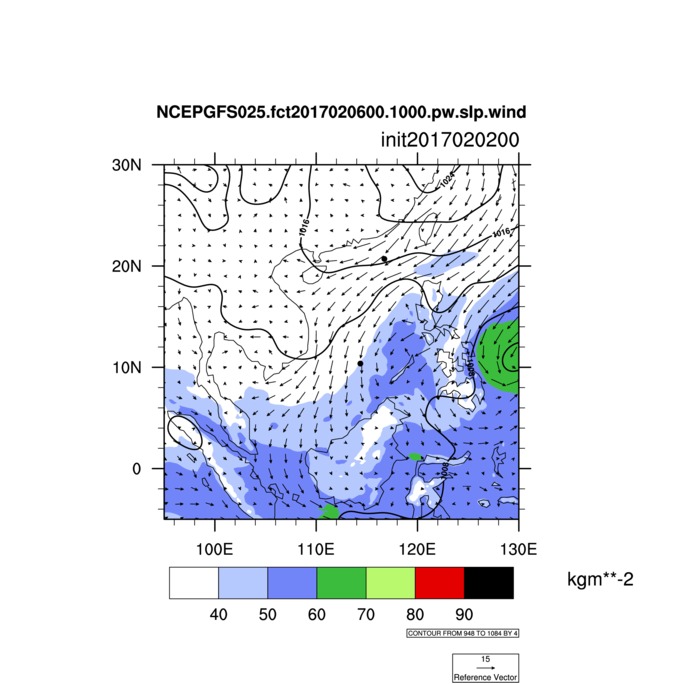 NCEPGFS025.fct2017020600.1000.pw.slp.wind
init2017020200
30N
20N
10N
0
100E 110E 120E 130E
1024
1016
1016
1008
1008
kgm**-2
40 50 60 70 80 90
CONTOUR FROM 948 TO 1084 BY 4
15
Reference Vector